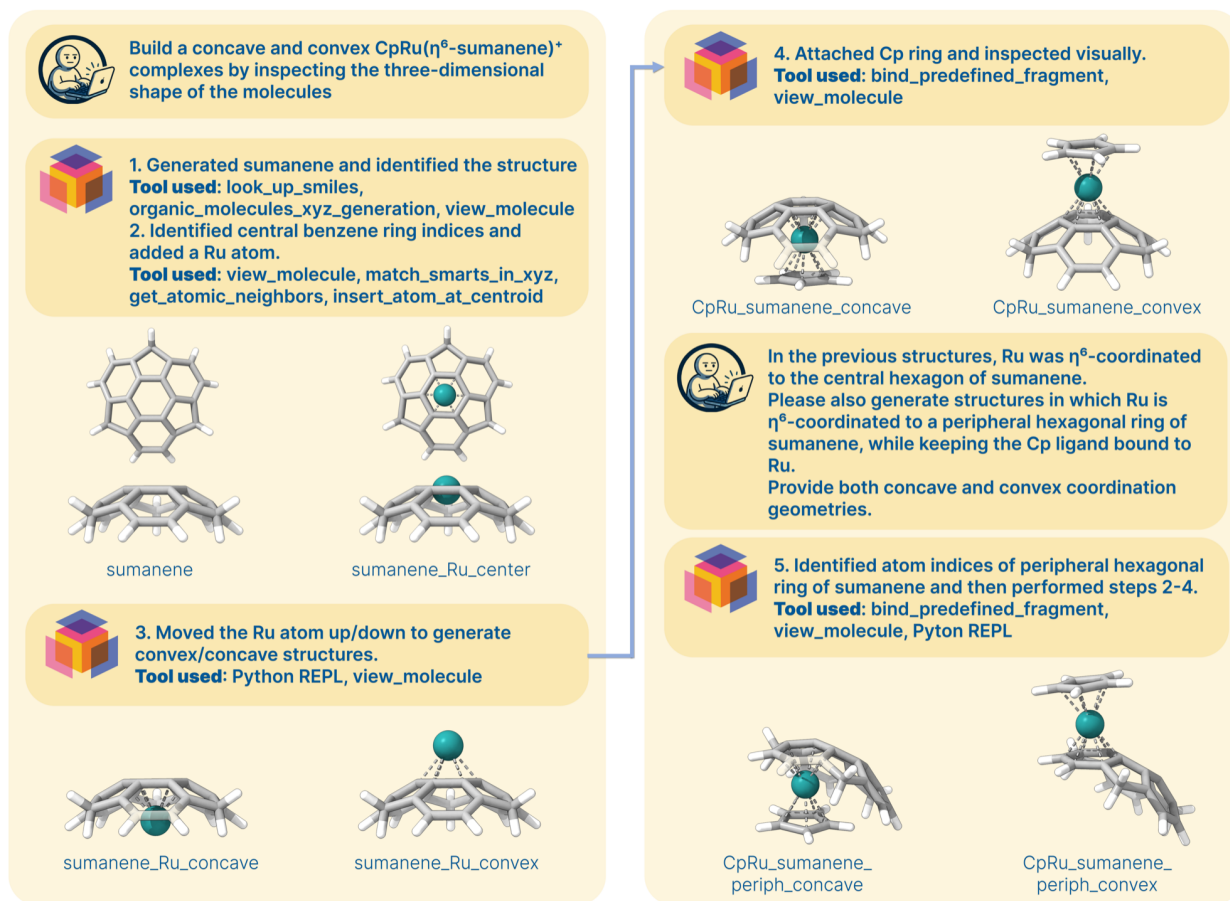 Build a concave and convex CpRu(η⁶-sumanene)⁺
complexes by inspecting the three-dimensional
shape of the molecules
1. Generated sumanene and identified the structure
Tool used: look_up_smiles,
organic_molecules_xyz_generation, view_molecule
2. Identified central benzene ring indices and
added a Ru atom.
Tool used: view_molecule, match_smarts_in_xyz,
get_atomic_neighbors, insert_atom_at_centroid
sumanene
sumanene_Ru_center
3. Moved the Ru atom up/down to generate
convex/concave structures.
Tool used: Python REPL, view_molecule
sumanene_Ru_concave
sumanene_Ru_convex
4. Attached Cp ring and inspected visually.
Tool used: bind_predefined_fragment,
view_molecule
CpRu_sumanene_concave
CpRu_sumanene_convex
In the previous structures, Ru was η⁶-coordinated
to the central hexagon of sumanene.
Please also generate structures in which Ru is
η⁶-coordinated to a peripheral hexagonal ring of
sumanene, while keeping the Cp ligand bound to
Ru.
Provide both concave and convex coordination
geometries.
5. Identified atom indices of peripheral hexagonal
ring of sumanene and then performed steps 2-4.
Tool used: bind_predefined_fragment,
view_molecule, Pyton REPL
CpRu_sumanene_
periph_concave
CpRu_sumanene_
periph_convex